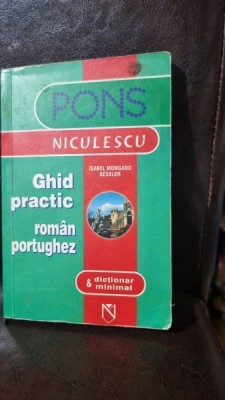 PONS
NICULESCU
ISABEL MORGADO
KESSLER
Ghid
practic
român
portughez
& dicționar
minimal
N